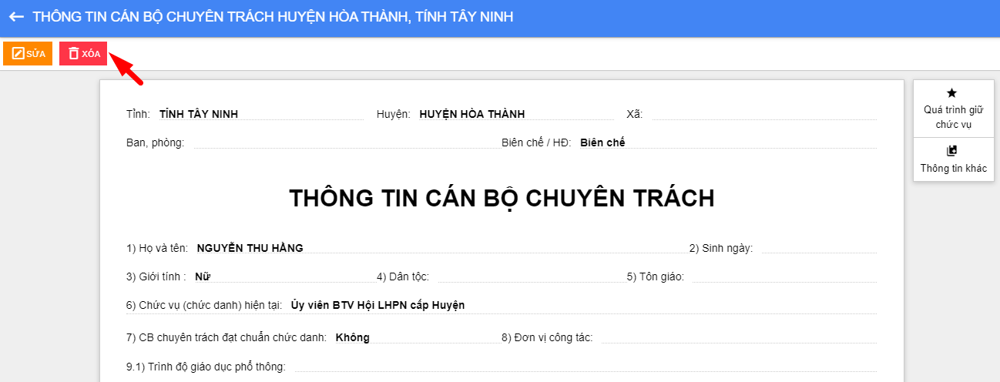 THÔNG TIN CÁN BỘ CHUYÊN TRÁCH HUYỆN HÒA THÀNH, TỈNH TÂY NINH
SỬA XÓA
Tỉnh: TỈNH TÂY NINH Huyện: HUYỆN HÒA THÀNH Xã:
Quá trình giữ
chức vụ
Ban, phòng: Biên chế / HĐ: Biên chế
Thông tin khác
THÔNG TIN CÁN BỘ CHUYÊN TRÁCH
1) Họ và tên: NGUYỄN THU HẰNG 2) Sinh ngày:
3) Giới tính : Nữ 4) Dân tộc: 5) Tôn giáo:
6) Chức vụ (chức danh) hiện tại: Ủy viên BTV Hội LHPN cấp Huyện
7) CB chuyên trách đạt chuẩn chức danh: Không 8) Đơn vị công tác:
9.1) Trình độ giáo dục phổ thông: